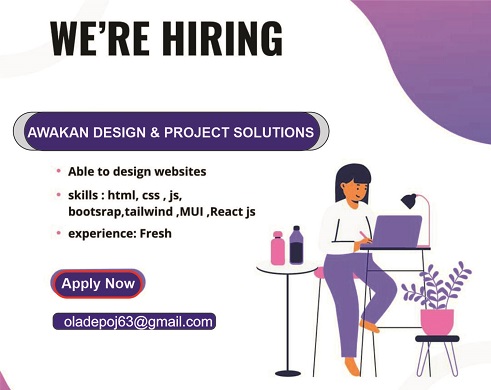 WE'RE HIRING
AWAKAN DESIGN & PROJECT SOLUTIONS
• Able to design websites
• skills : html, css , js,
bootsrap,tailwind ,MUI ,React js
• experience: Fresh
Apply Now
oladepoj63@gmail.com